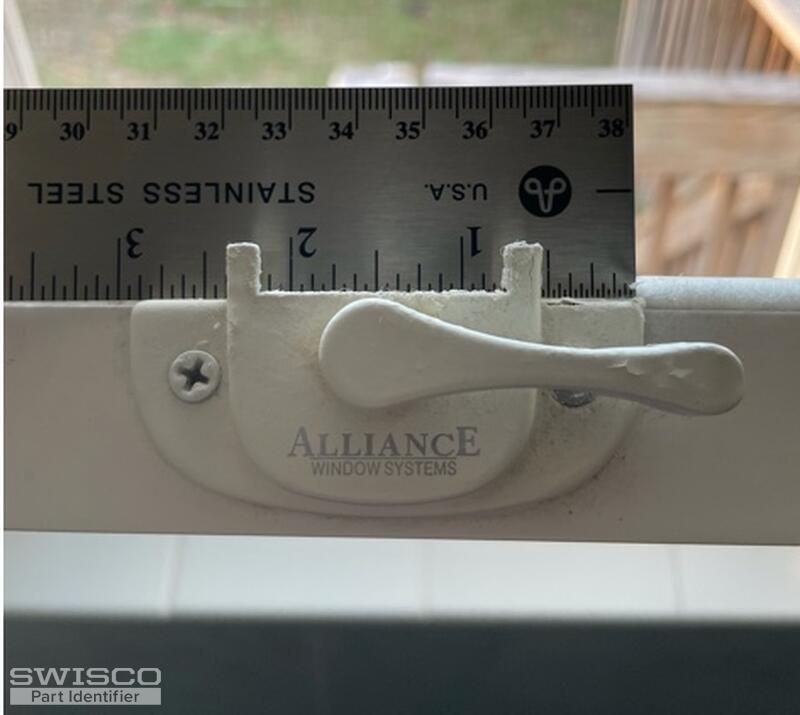 9 30 31 32 33 34 35 36 37 38
STAINLESS STEEL
U.S.A.
3 2 1
ALLIANCE
WINDOW SYSTEMS
SWISCO
Part Identifier